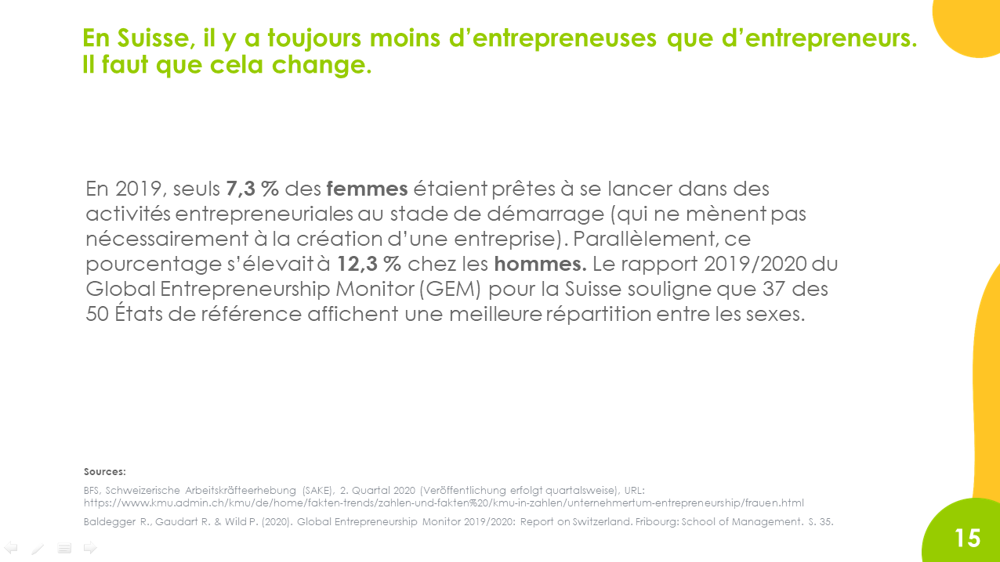 En Suisse, il y a toujours moins d’entrepreneuses que d’entrepreneurs.
Il faut que cela change.
En 2019, seuls 7,3 % des femmes étaient prêtes à se lancer dans des
activités entrepreneuriales au stade de démarrage (qui ne mènent pas
nécessairement à la création d’une entreprise). Parallèlement, ce
pourcentage s’élevait à 12,3 % chez les hommes. Le rapport 2019/2020 du
Global Entrepreneurship Monitor (GEM) pour la Suisse souligne que 37 des
50 États de référence affichent une meilleure répartition entre les sexes.
Sources:
BFS, Schweizerische Arbeitskräfteerhebung (SAKE), 2. Quartal 2020 (Veröffentlichung erfolgt quartalsweise), URL:
https://www.kmu.admin.ch/kmu/de/home/fakten-trends/zahlen-und-fakten%20/kmu-in-zahlen/unternehmertum-entrepreneurship/frauen.html
Baldegger R., Gaudart R. & Wild P. (2020). Global Entrepreneurship Monitor 2019/2020: Report on Switzerland. Fribourg: School of Management. S. 35.
15